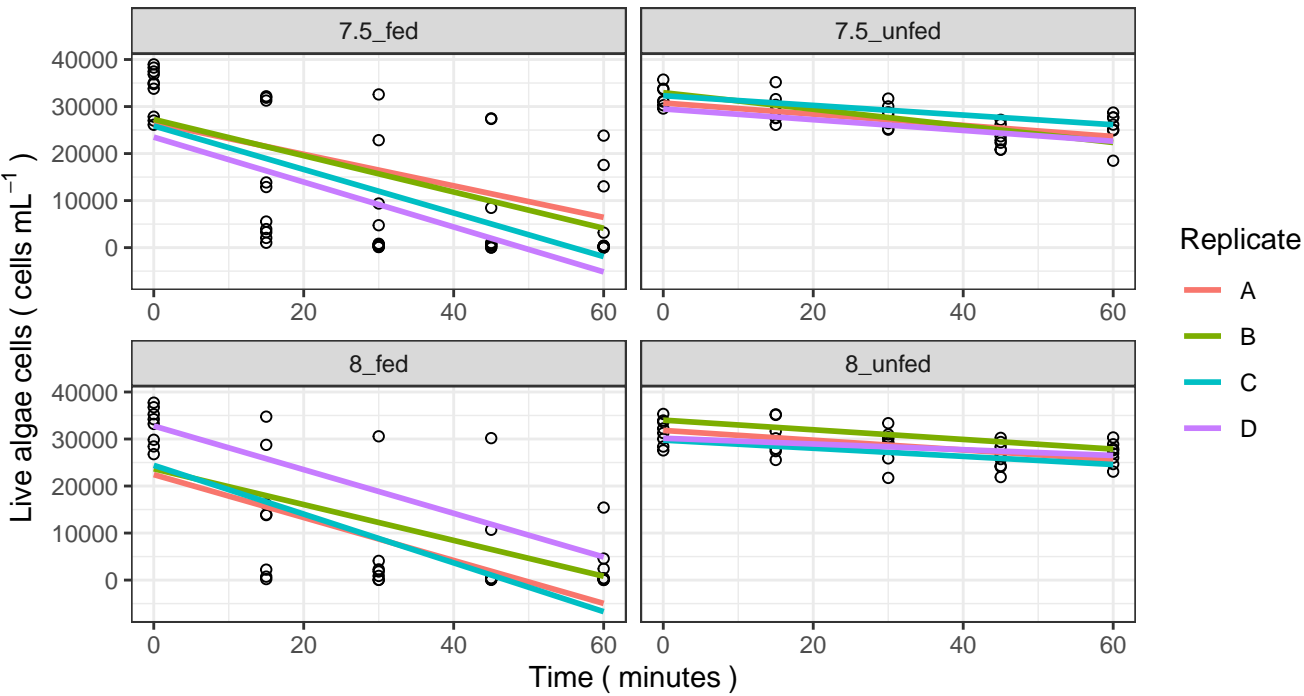 7.5_fed
7.5_unfed
40000
30000
20000
10000
0
0
20
40
60
0
20
40
60
8_fed
8_unfed
40000
30000
20000
10000
0
0
20
40
60
0
20
40
60
Live algae cells ( cells mL⁻¹ )
Time ( minutes )
Replicate
A
B
C
D